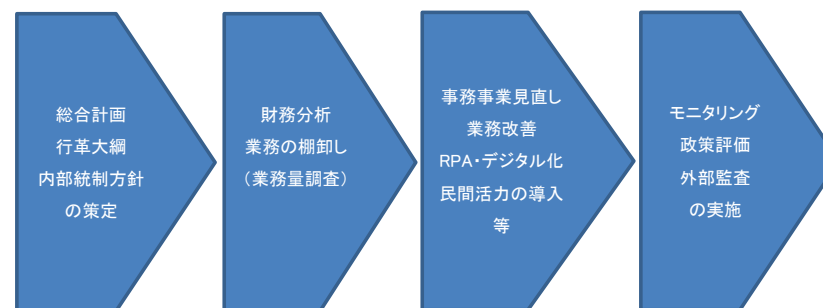 総合計画
行革大綱
内部統制方針
の策定
財務分析
業務の棚卸し
（業務量調査）
事務事業見直し
業務改善
RPA・デジタル化
民間活力の導入
等
モニタリング
政策評価
外部監査
の実施